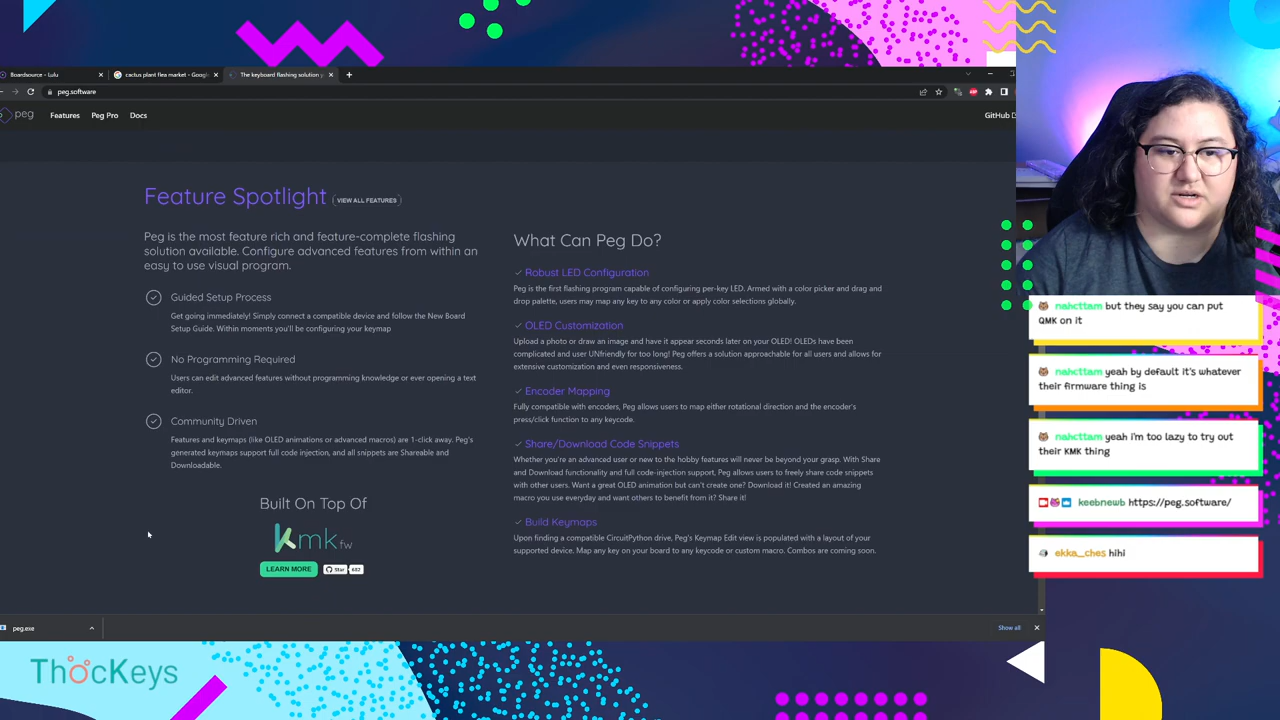 Boardsource - Lulu
cactus plant flea market - Google
The keyboard flashing solution
peg.software
peg
Features
Peg Pro
Docs
GitHub
Feature Spotlight
VIEW ALL FEATURES
Peg is the most feature rich and feature-complete flashing
solution available. Configure advanced features from within an
easy to use visual program.
Guided Setup Process
Get going immediately! Simply connect a compatible device and follow the New Board
Setup Guide. Within moments you'll be configuring your keymap
No Programming Required
Users can edit advanced features without programming knowledge or ever opening a text
editor.
Community Driven
Features and keymaps (like OLED animations or advanced macros) are 1-click away. Peg's
generated keymaps support full code injection, and all snippets are Shareable and
Downloadable.
Built On Top Of
kmk fw
LEARN MORE
Star 687
What Can Peg Do?
Robust LED Configuration
Peg is the first flashing program capable of configuring per-key LED. Armed with a color picker and drag and
drop palette, users may map any key to any color or apply color selections globally.
OLED Customization
Upload a photo or draw an image and have it appear seconds later on your OLED! OLEDs have been
complicated and user UNfriendly for too long! Peg offers a solution approachable for all users and allows for
extensive customization and even responsiveness.
Encoder Mapping
Fully compatible with encoders, Peg allows users to map either rotational direction and the encoder's
press/click function to any keycode.
Share/Download Code Snippets
Whether you're an advanced user or new to the hobby features will never be beyond your grasp. With Share
and Download functionality and full code-injection support, Peg allows users to freely share code snippets
with other users. Want a great OLED animation but can't create one? Download it! Created an amazing
macro you use everyday and want others to benefit from it? Share it!
Build Keymaps
Upon finding a compatible CircuitPython drive, Peg's Keymap Edit view is populated with a layout of your
supported device. Map any key on your board to any keycode or custom macro. Combos are coming soon.
peg.exe
Show all
ThocKeys
nahcttam but they say you can put
QMK on it
nahcttam yeah by default it's whatever
their firmware thing is
nahcttam yeah i'm too lazy to try out
their KMK thing
keebnewb https://peg.software/
ekka__ches hihi